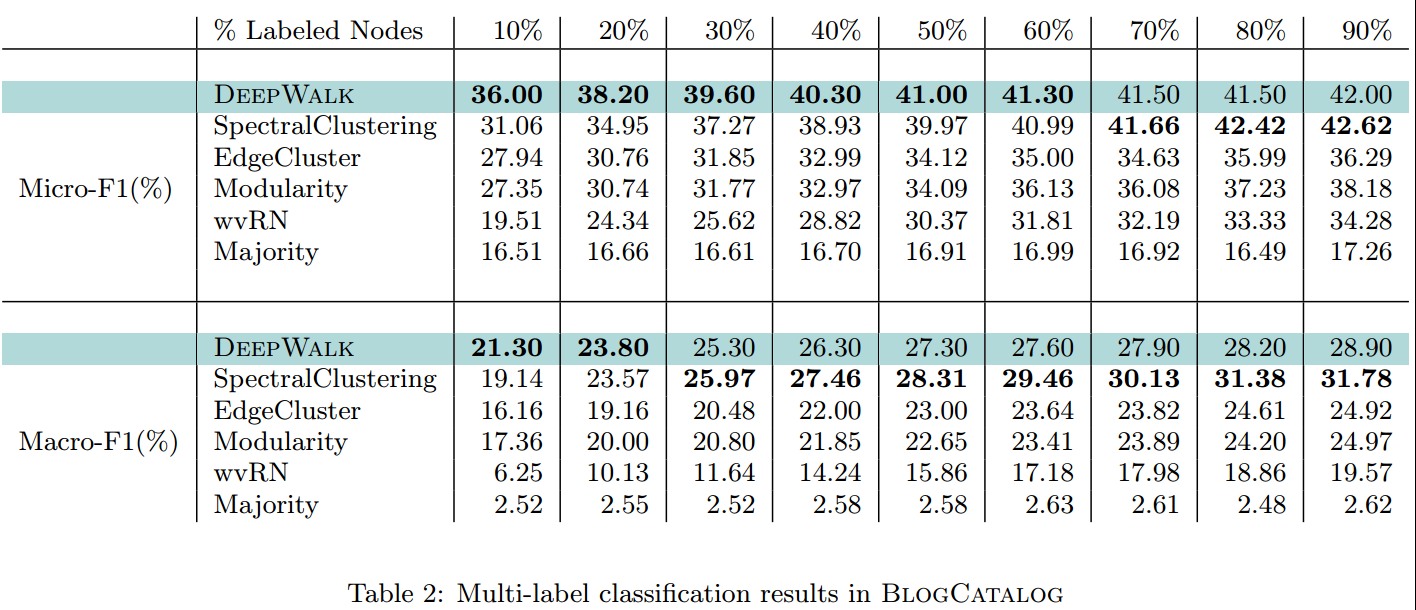 % Labeled Nodes 10% 20% 30% 40% 50% 60% 70% 80% 90%
DEEPWALK 36.00 38.20 39.60 40.30 41.00 41.30 41.50 41.50 42.00
SpectralClustering 31.06 34.95 37.27 38.93 39.97 40.99 41.66 42.42 42.62
EdgeCluster 27.94 30.76 31.85 32.99 34.12 35.00 34.63 35.99 36.29
Micro-F1(%) Modularity 27.35 30.74 31.77 32.97 34.09 36.13 36.08 37.23 38.18
wvRN 19.51 24.34 25.62 28.82 30.37 31.81 32.19 33.33 34.28
Majority 16.51 16.66 16.61 16.70 16.91 16.99 16.92 16.49 17.26
DEEPWALK 21.30 23.80 25.30 26.30 27.30 27.60 27.90 28.20 28.90
SpectralClustering 19.14 23.57 25.97 27.46 28.31 29.46 30.13 31.38 31.78
EdgeCluster 16.16 19.16 20.48 22.00 23.00 23.64 23.82 24.61 24.92
Macro-F1(%) Modularity 17.36 20.00 20.80 21.85 22.65 23.41 23.89 24.20 24.97
wvRN 6.25 10.13 11.64 14.24 15.86 17.18 17.98 18.86 19.57
Majority 2.52 2.55 2.52 2.58 2.58 2.63 2.61 2.48 2.62
Table 2: Multi-label classification results in BLOGCATALOG